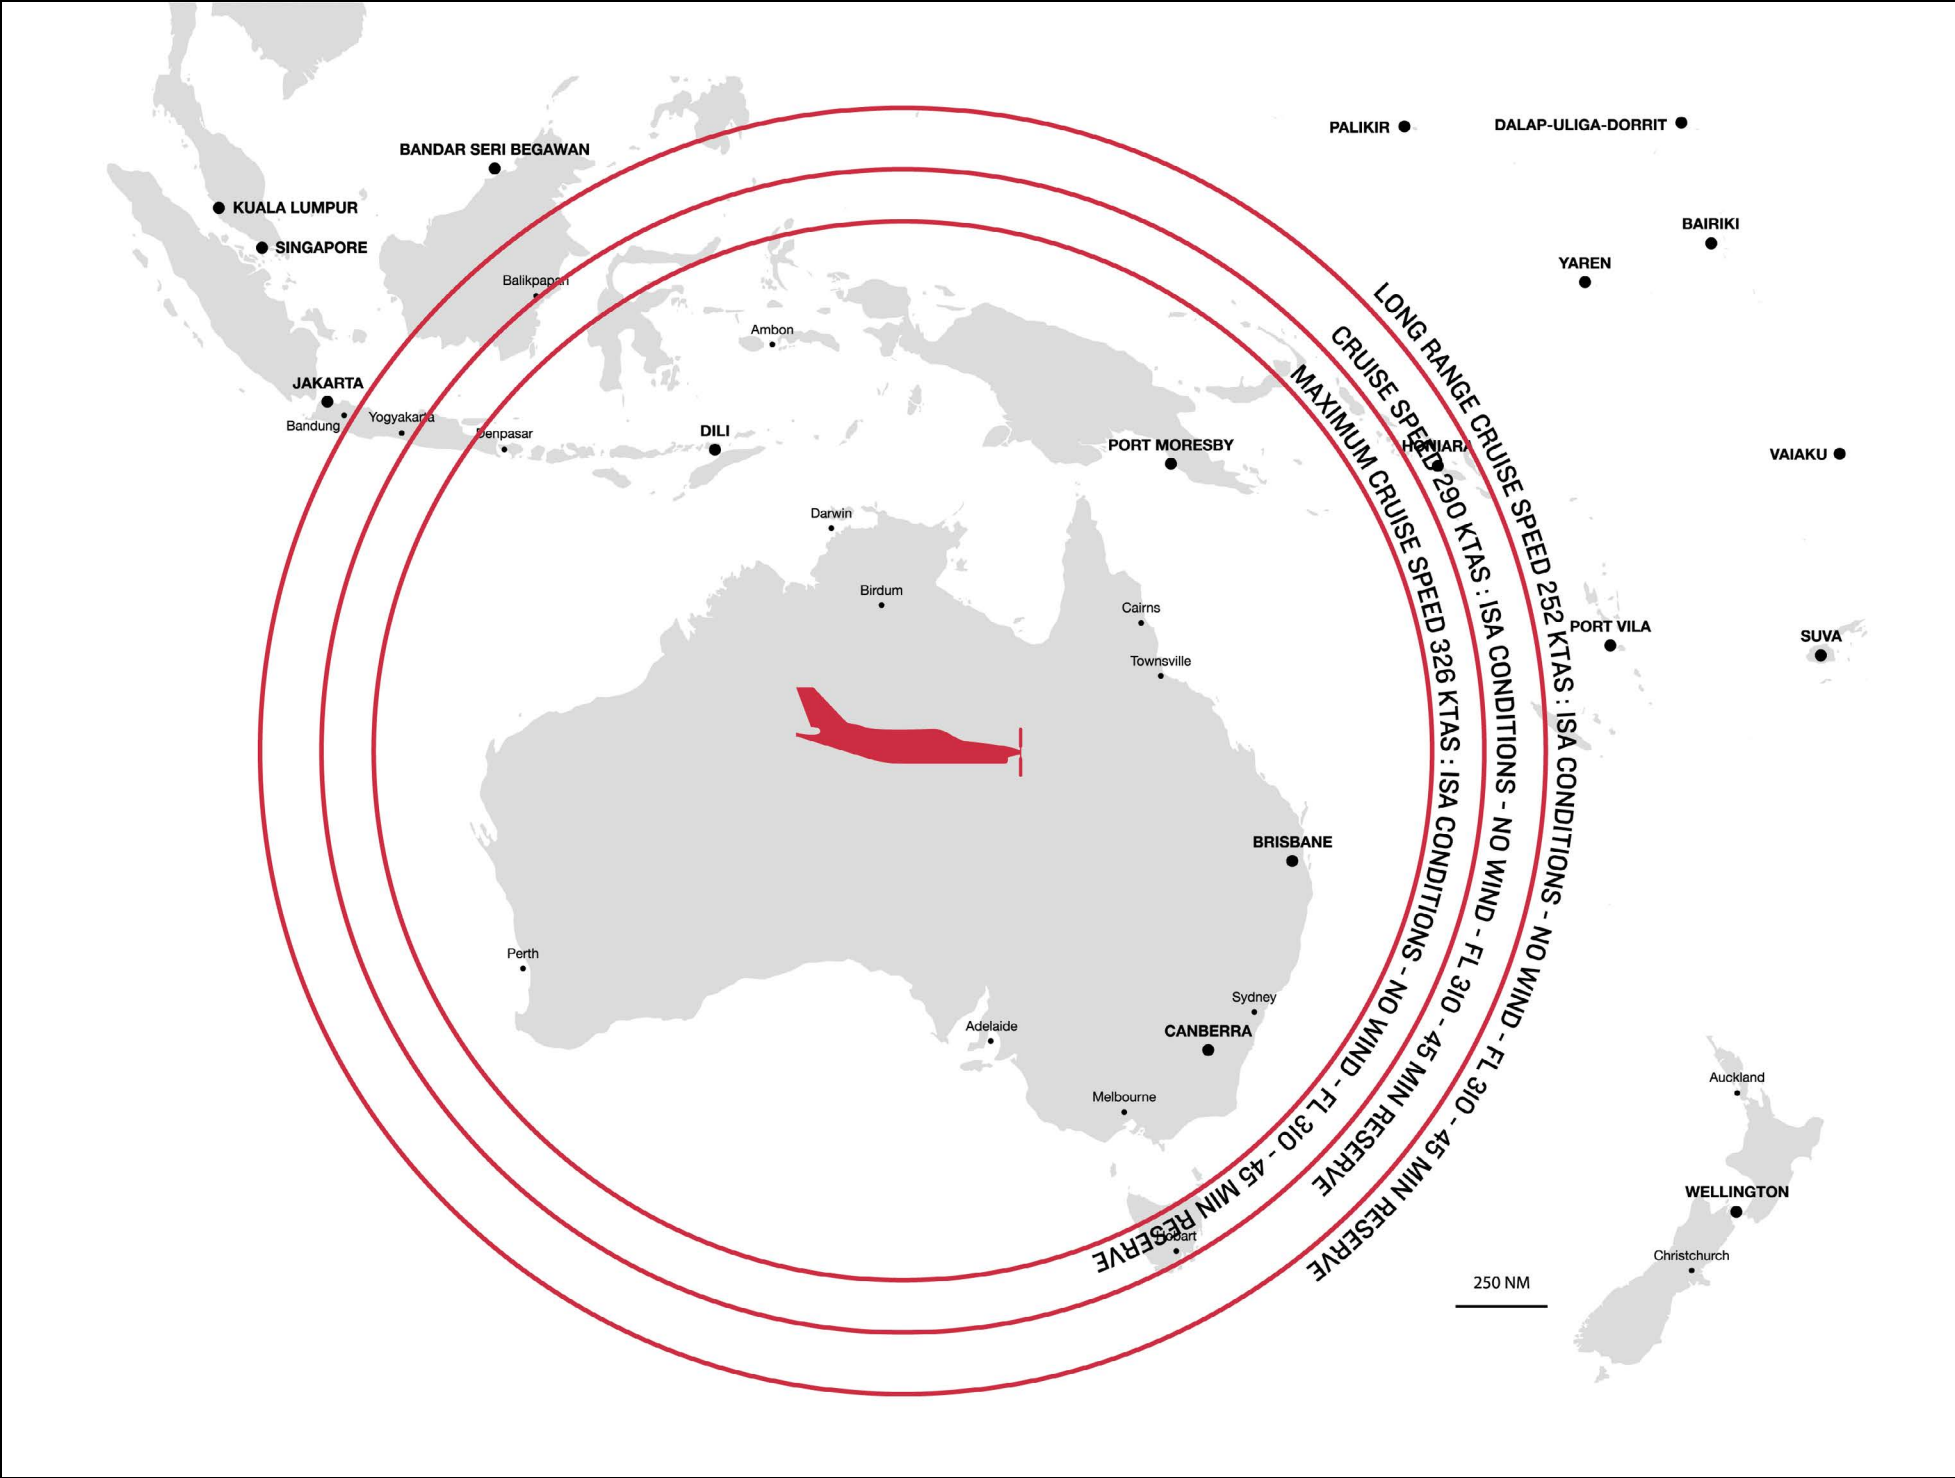 PALIKIR
DALAP-ULIGA-DORRIT
BANDAR SERI BEGAWAN
KUALA LUMPUR
SINGAPORE
BAIRIKI
YAREN
Balikpapan
Ambon
JAKARTA
Bandung
Yogyakarta
Denpasar
DILI
PORT MORESBY
HONIARA
VAIAKU
Darwin
Birdum
Cairns
Townsville
PORT VILA
SUVA
LONG RANGE CRUISE SPEED 252 KTAS : ISA CONDITIONS - NO WIND - FL 310 - 45 MIN RESERVE
CRUISE SPEED 290 KTAS : ISA CONDITIONS - NO WIND - FL 310 - 45 MIN RESERVE
MAXIMUM CRUISE SPEED 326 KTAS : ISA CONDITIONS - NO WIND - FL 310 - 45 MIN RESERVE
BRISBANE
Perth
Sydney
CANBERRA
Adelaide
Melbourne
Hobart
Auckland
WELLINGTON
Christchurch
250 NM